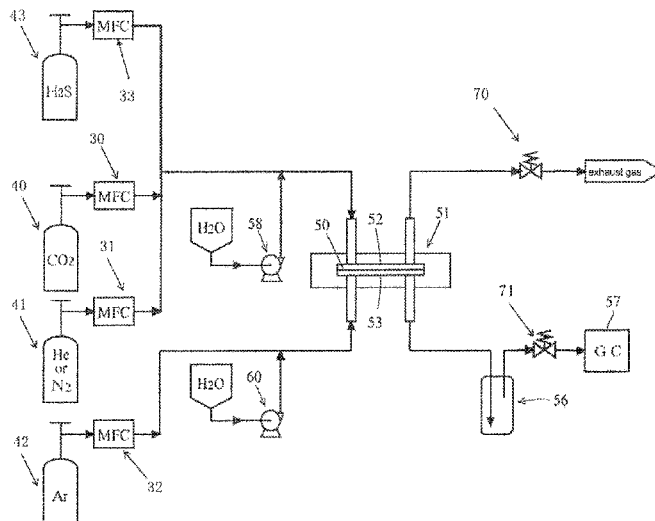 43
MFC
H2S
33
70
30
exhaust gas
40
MFC
52
51
H2O
58
50
CO2
31
53
71
57
41
MFC
GC
He
or
N2
H2O
60
56
42
MFC
32
Ar